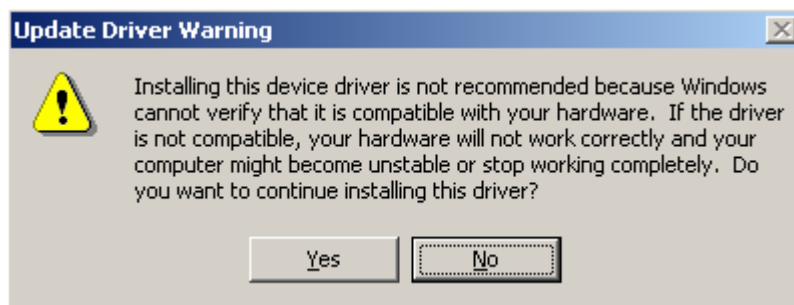 Update Driver Warning
Installing this device driver is not recommended because Windows
cannot verify that it is compatible with your hardware.  If the driver
is not compatible, your hardware will not work correctly and your
computer might become unstable or stop working completely.  Do
you want to continue installing this driver?
Yes
No